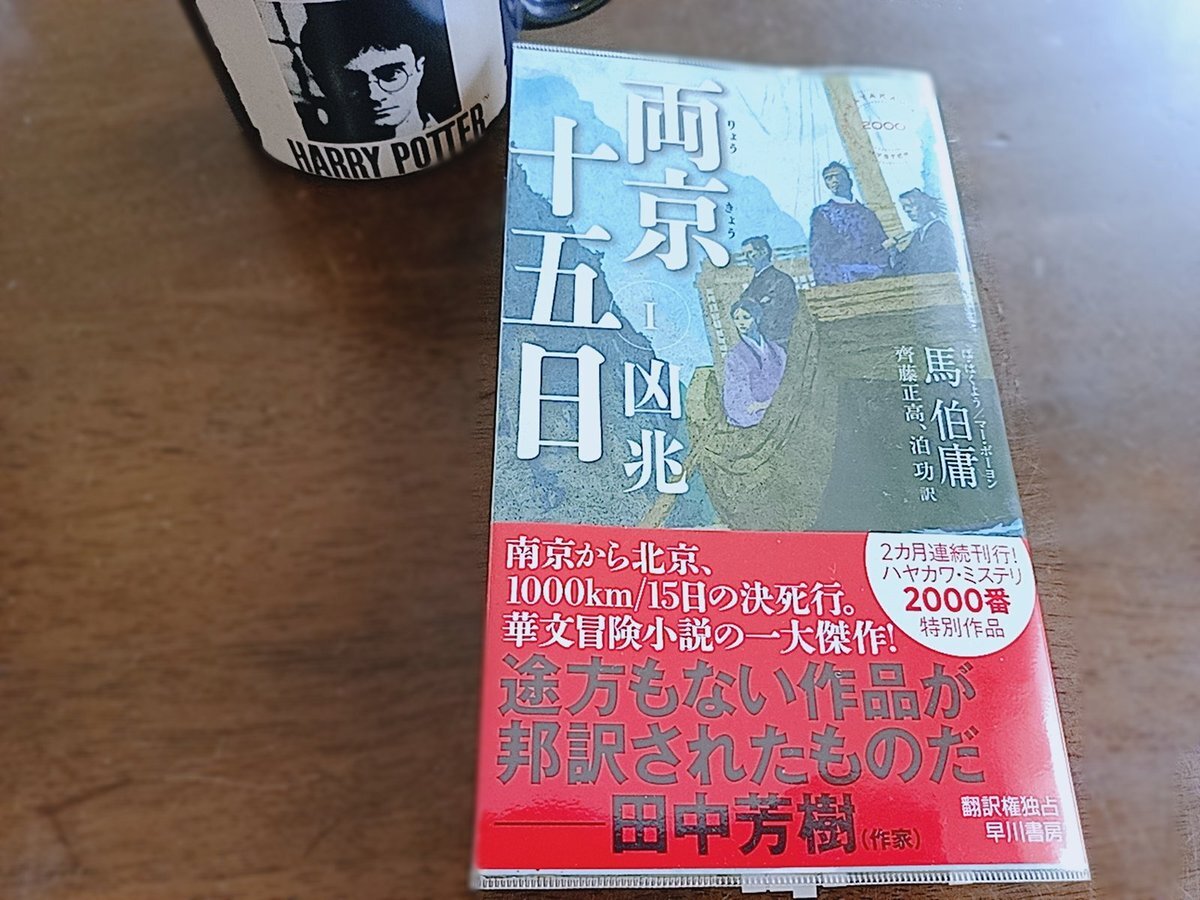 HARRY POTTER
両京
りょう きょう
十五日
I
凶兆
2000
馬伯庸
ばはくよう/マー・ボーヨン
齊藤正高、泊 功 訳
南京から北京、
1000km/15日の決死行。
華文冒険小説の一大傑作!
2カ月連続刊行!
ハヤカワ・ミステリ
2000番
特別作品
途方もない作品が
邦訳されたものだ
——田中芳樹(作家)
翻訳権独占
早川書房